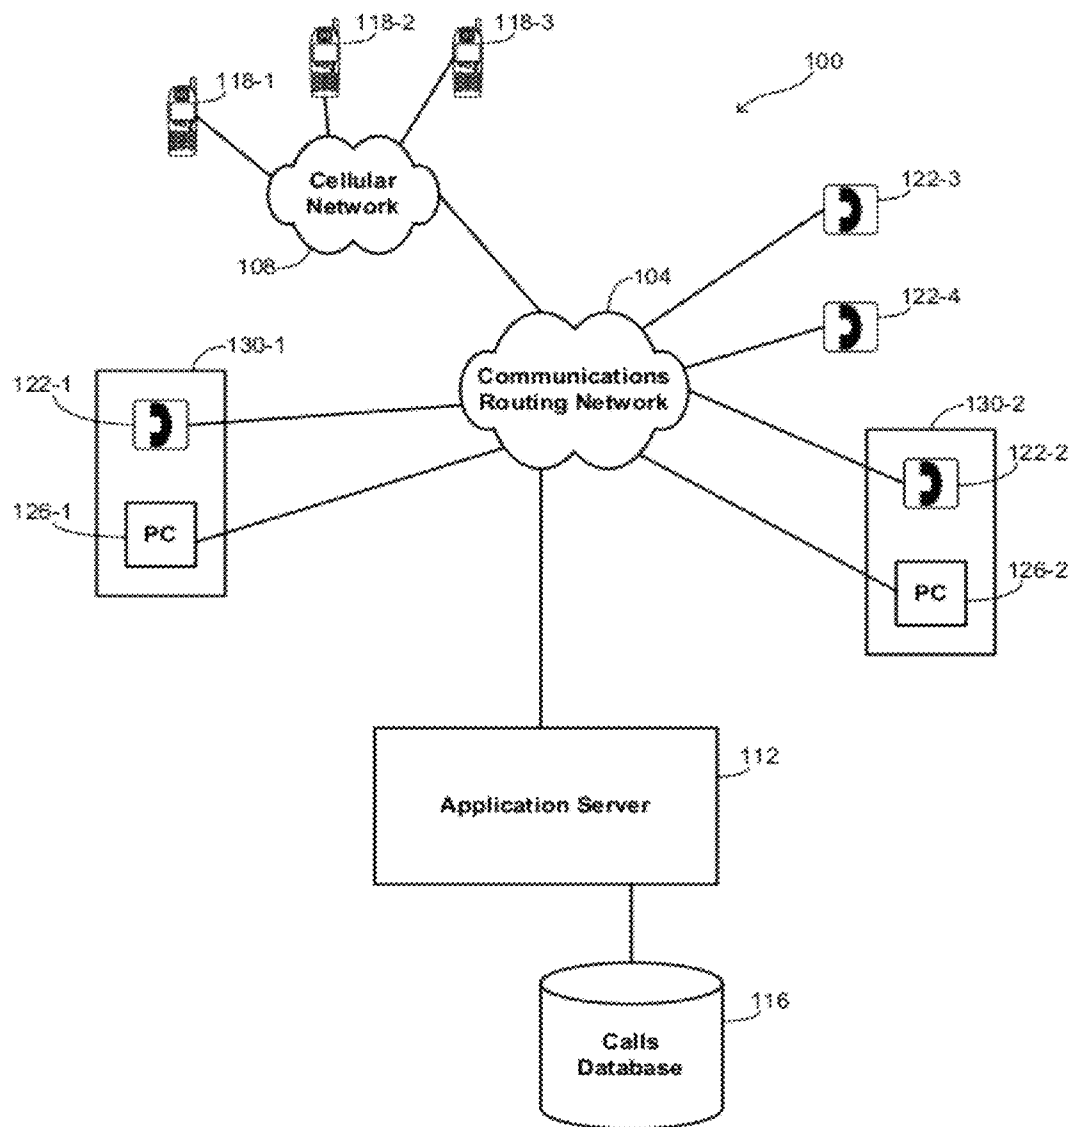 118-2
118-3
118-1
100
Cellular
Network
108
122-3
104
122-4
130-1
Communications
Routing Network
122-1
130-2
122-2
126-1
PC
126-2
PC
112
Application Server
116
Calls
Database